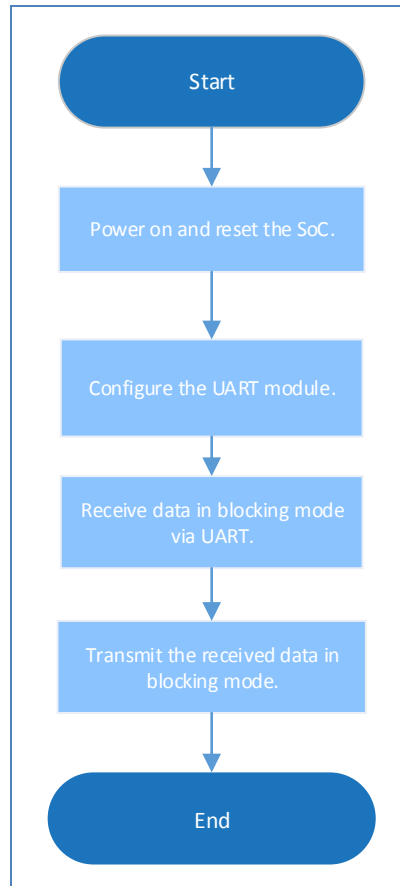 Start
Power on and reset the SoC.
Configure the UART module.
Receive data in blocking mode
via UART.
Transmit the received data in
blocking mode.
End